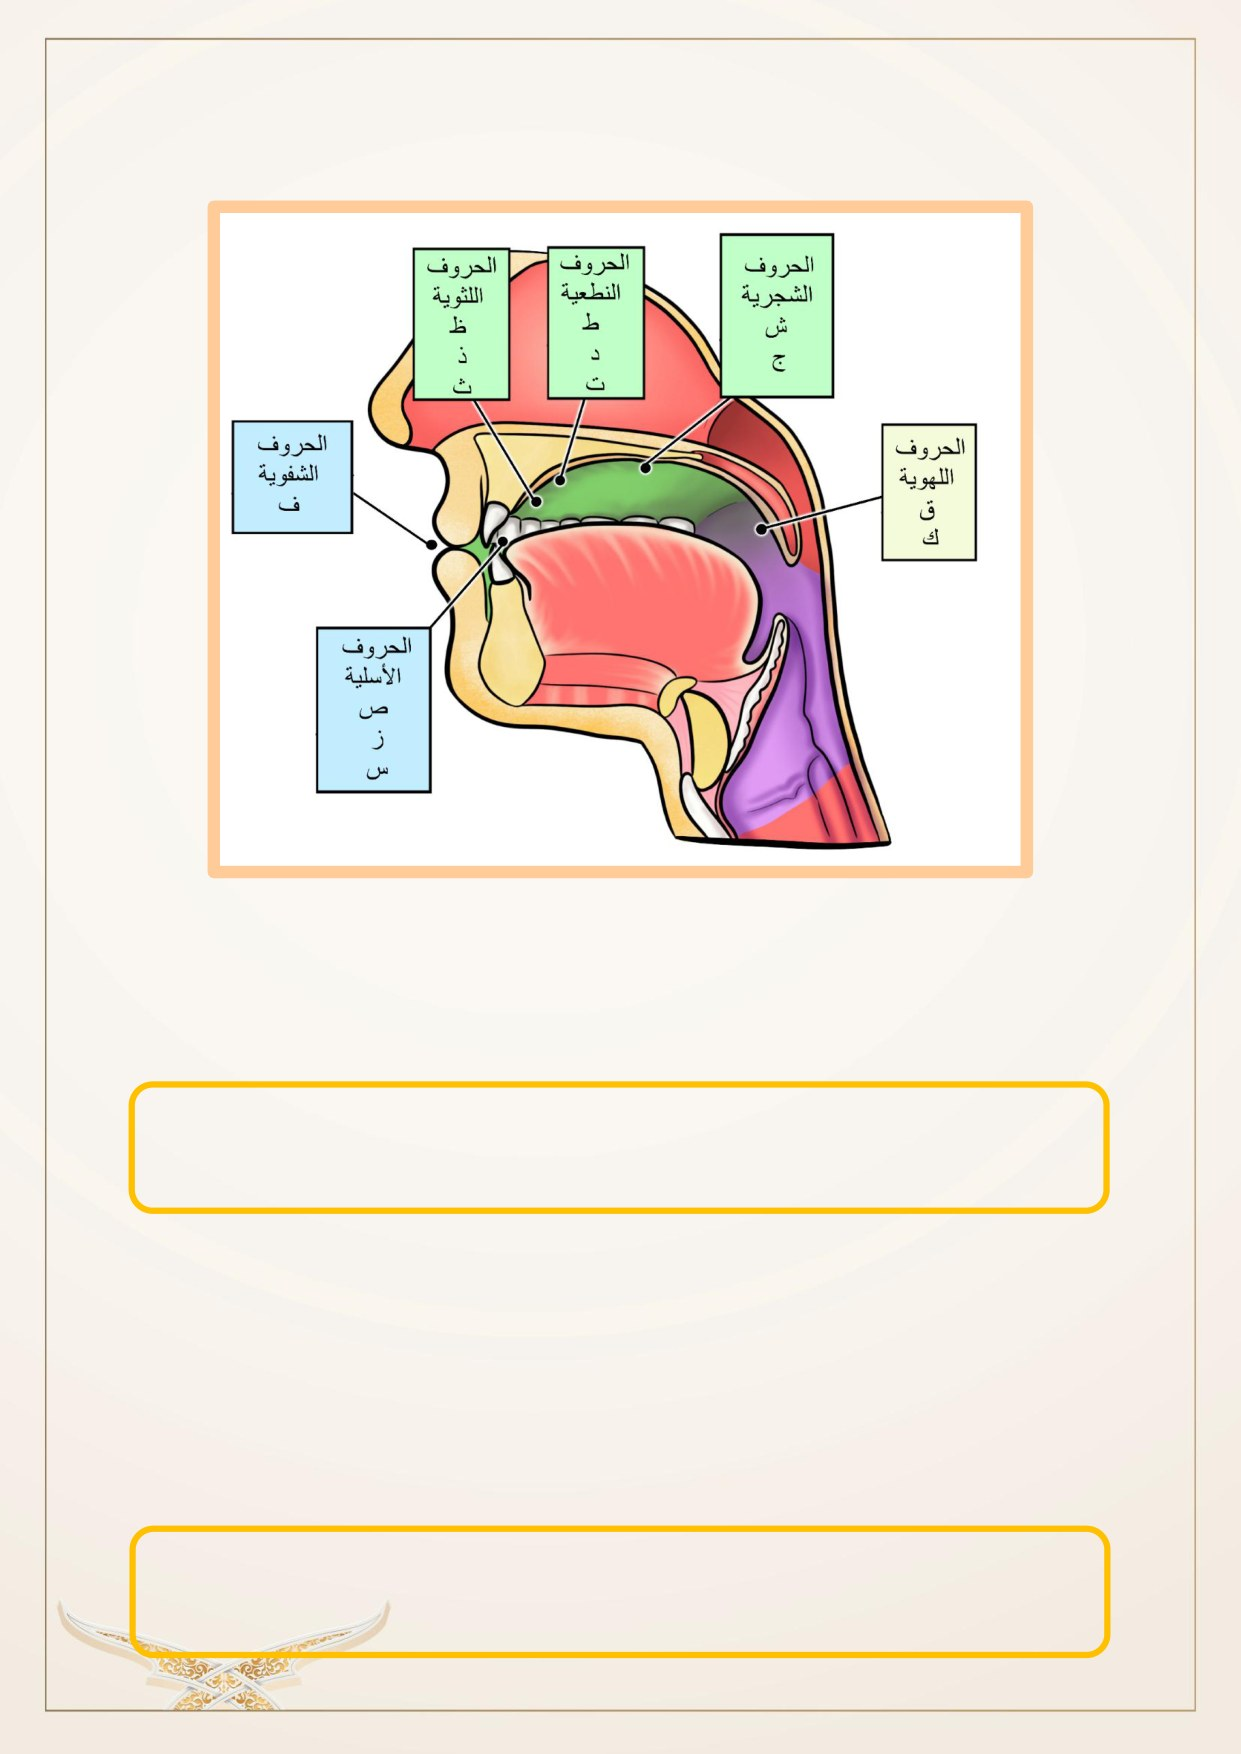 الحروف
الشجرية
ش
ج
الحروف
النطعية
ط
د
ت
الحروف
اللثوية
ظ
ذ
ث
الحروف
اللهوية
ق
ك
الحروف
الشفوية
ف
الحروف
الأسلية
ص
ز
س